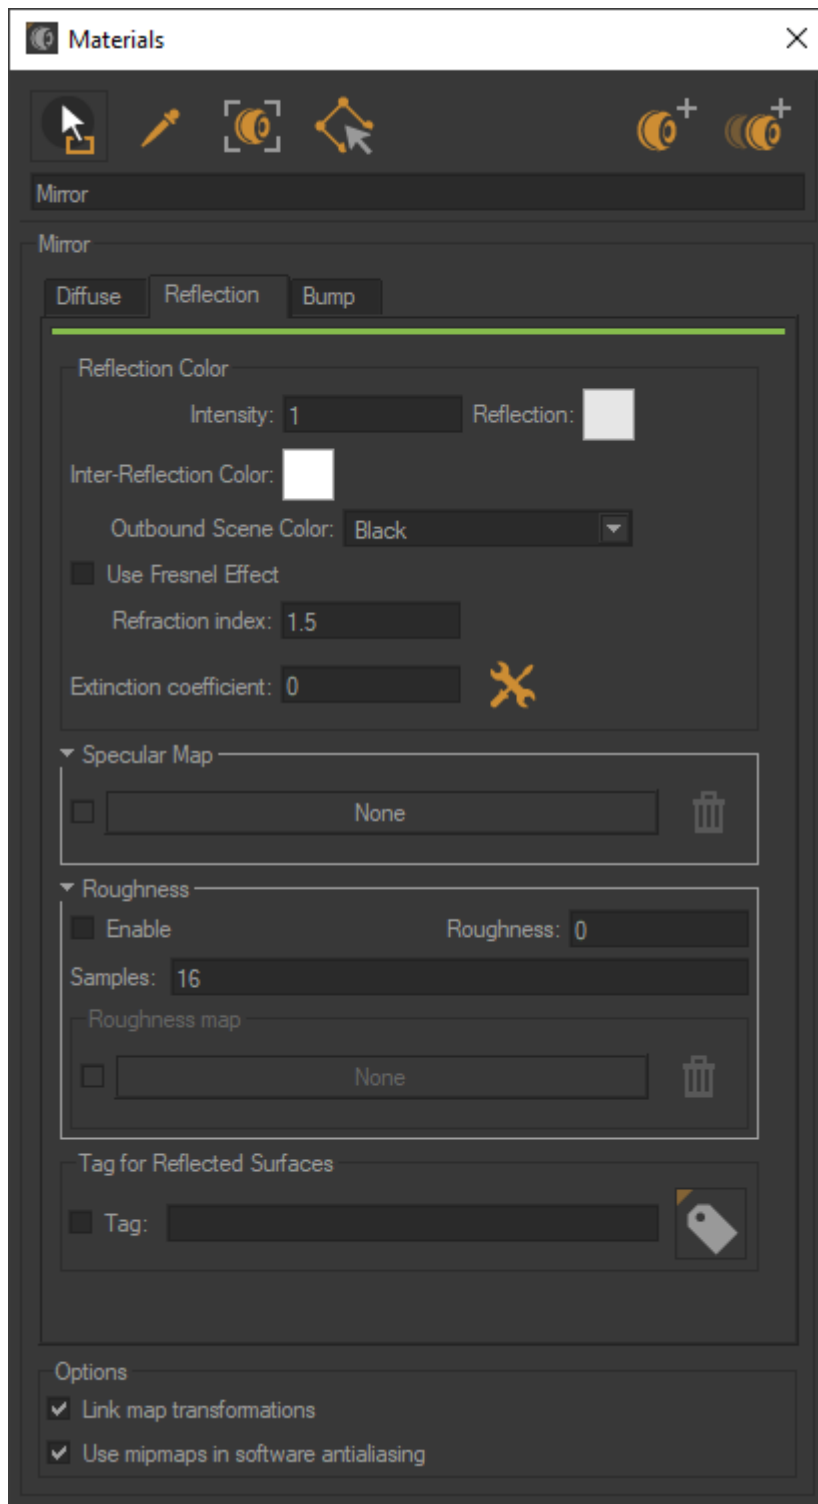 Materials
Mirror
Mirror
Diffuse Reflection Bump
Reflection Color
Intensity: 1 Reflection:
Inter-Reflection Color:
Outbound Scene Color: Black
Use Fresnel Effect
Refraction index: 1.5
Extinction coefficient: 0
Specular Map
None
Roughness
Enable Roughness: 0
Samples: 16
Roughness map
None
Tag for Reflected Surfaces
Tag:
Options
Link map transformations
Use mipmaps in software antialiasing